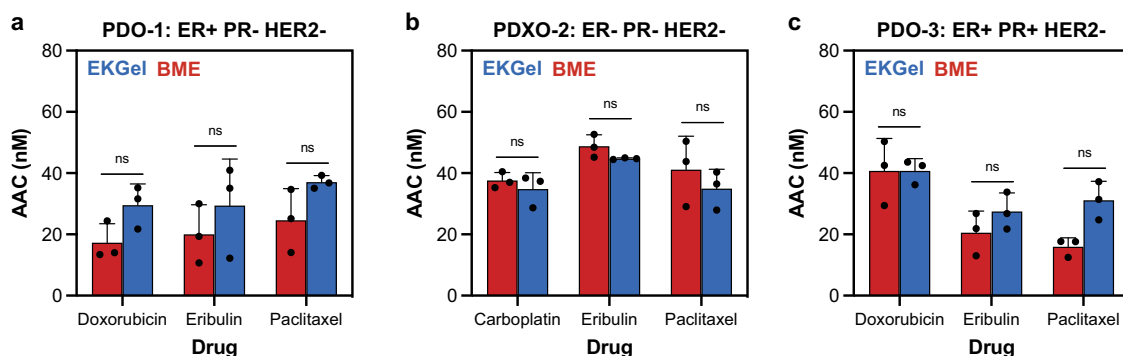 a
PDO-1: ER+ PR- HER2-
AAC (nM)
80
60
40
20
0
EKGel BME
ns
ns
ns
Doxorubicin Eribulin Paclitaxel
Drug
b
PDXO-2: ER- PR- HER2-
AAC (nM)
80
60
40
20
0
EKGel BME
ns
ns
ns
Carboplatin Eribulin Paclitaxel
Drug
c
PDO-3: ER+ PR+ HER2-
AAC (nM)
80
60
40
20
0
EKGel BME
ns
ns
ns
Doxorubicin Eribulin Paclitaxel
Drug